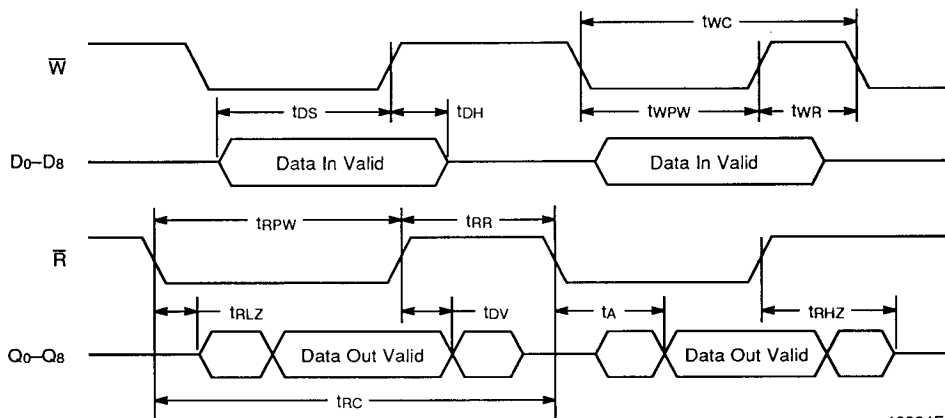 tWC
W
tDS
tDH
tWPW
tWR
D0–D8
Data In Valid
Data In Valid
tRPW
tRR
R
tRLZ
tDV
tA
tRHZ
Q0–Q8
Data Out Valid
Data Out Valid
tRC